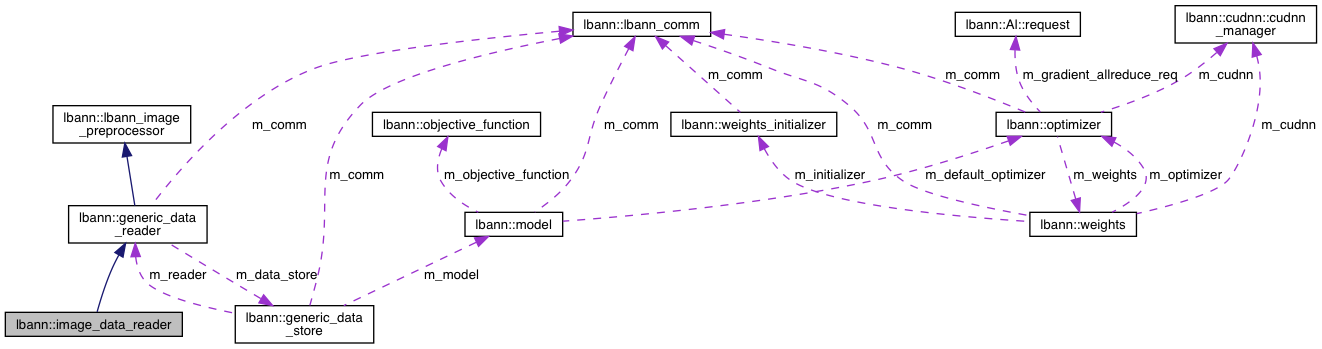 lbann::lbann_comm
lbann::Al::request
lbann::cudnn::cudnn
_manager
m_comm
m_gradient_allreduce_req
m_comm
m_cudnn
lbann::lbann_image
_preprocessor
m_comm
lbann::objective_function
m_comm
lbann::weights_initializer
m_comm
lbann::optimizer
m_cudnn
m_comm
m_objective_function
m_initializer
m_default_optimizer
m_weights
m_optimizer
lbann::generic_data
_reader
lbann::model
lbann::weights
m_reader
m_data_store
m_model
lbann::image_data_reader
lbann::generic_data
_store